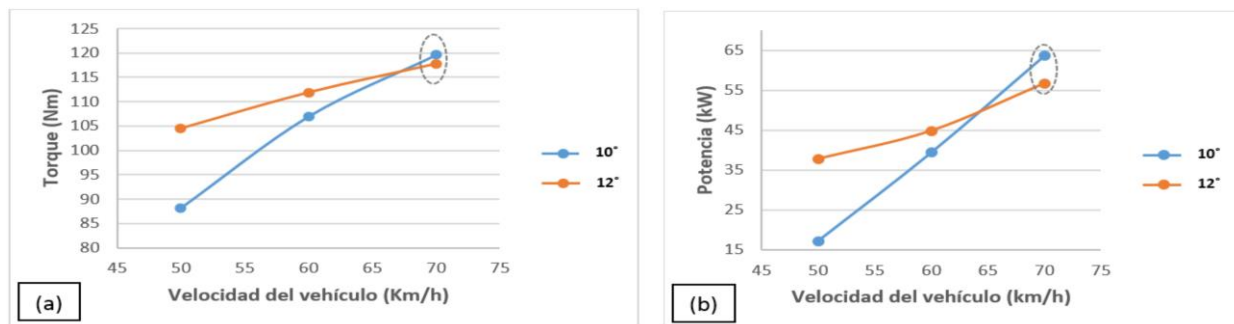 125
120
115
110
105
100
95
90
85
80
Torque (Nm)
45 50 55 60 65 70 75
Velocidad del vehículo (Km/h)
10°
12°
(a)
65
55
45
35
25
15
Potencia (kW)
45 50 55 60 65 70 75
Velocidad del vehículo (km/h)
10°
12°
(b)